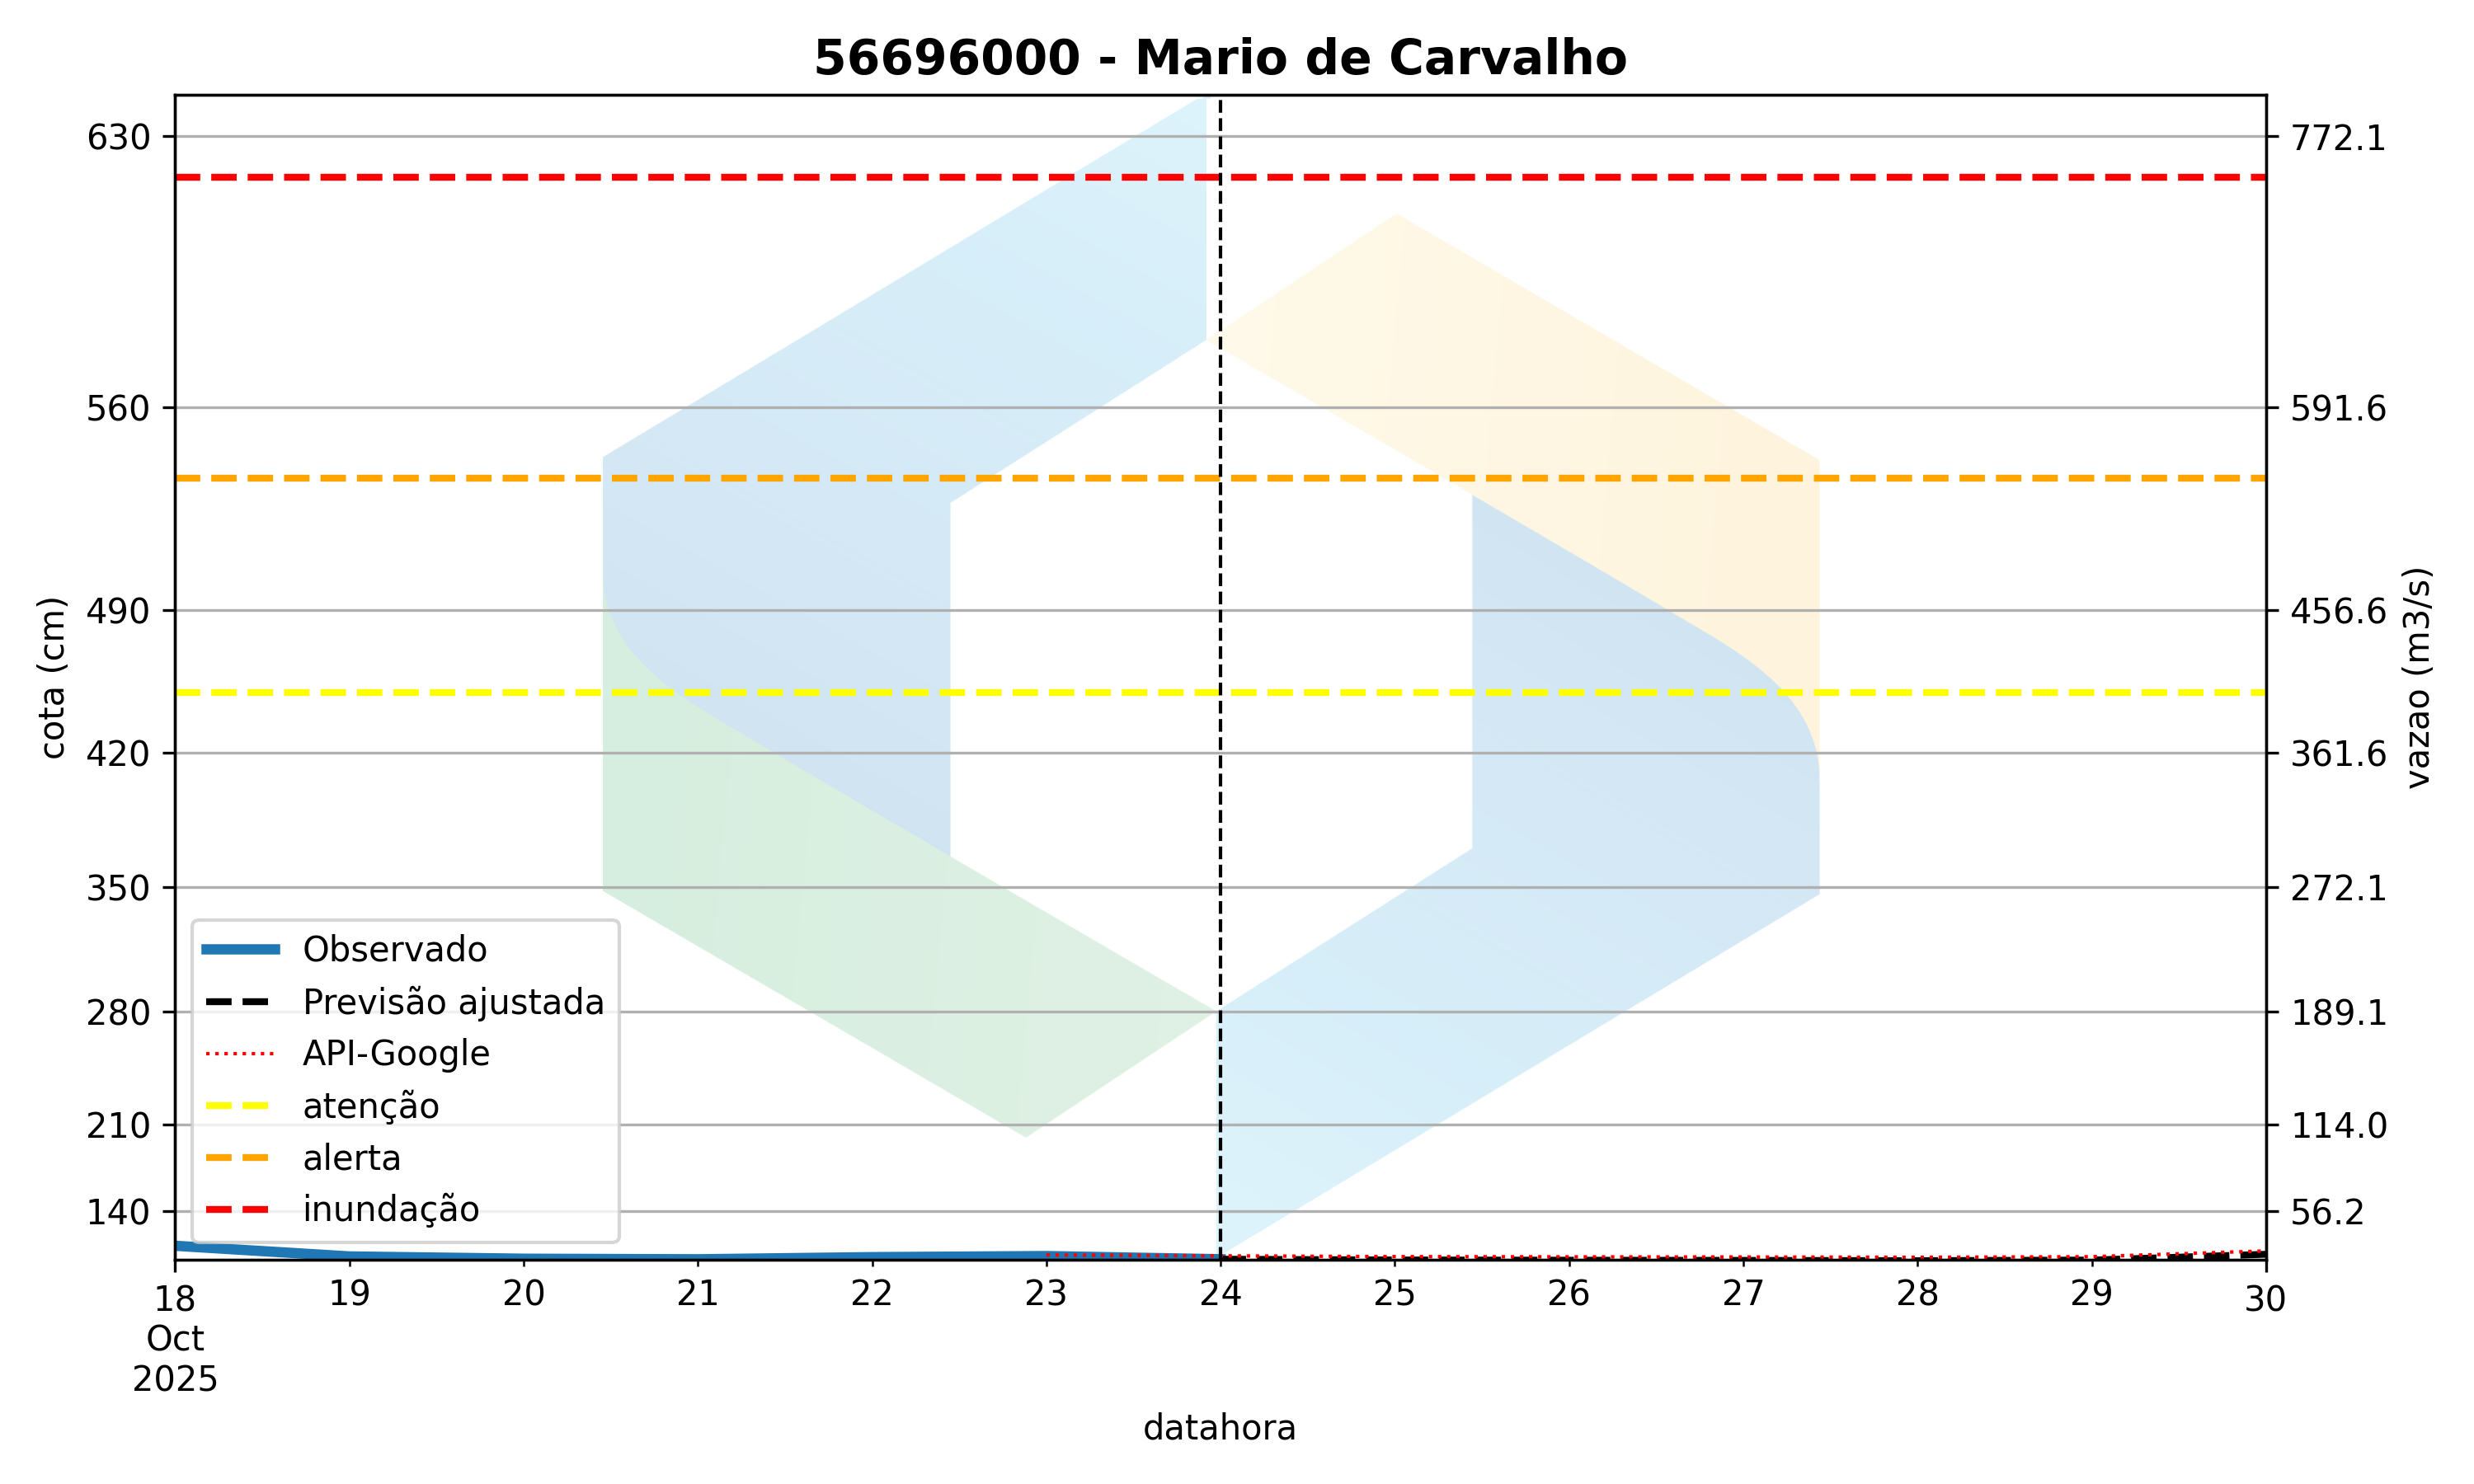 56696000 - Mario de Carvalho
630
560
490
420
350
280
210
140
cota (cm)
772.1
591.6
456.6
361.6
272.1
189.1
114.0
56.2
vazao (m3/s)
Observado
Previsão ajustada
API-Google
atenção
alerta
inundação
18 19 20 21 22 23 24 25 26 27 28 29 30
Oct
2025
datahora